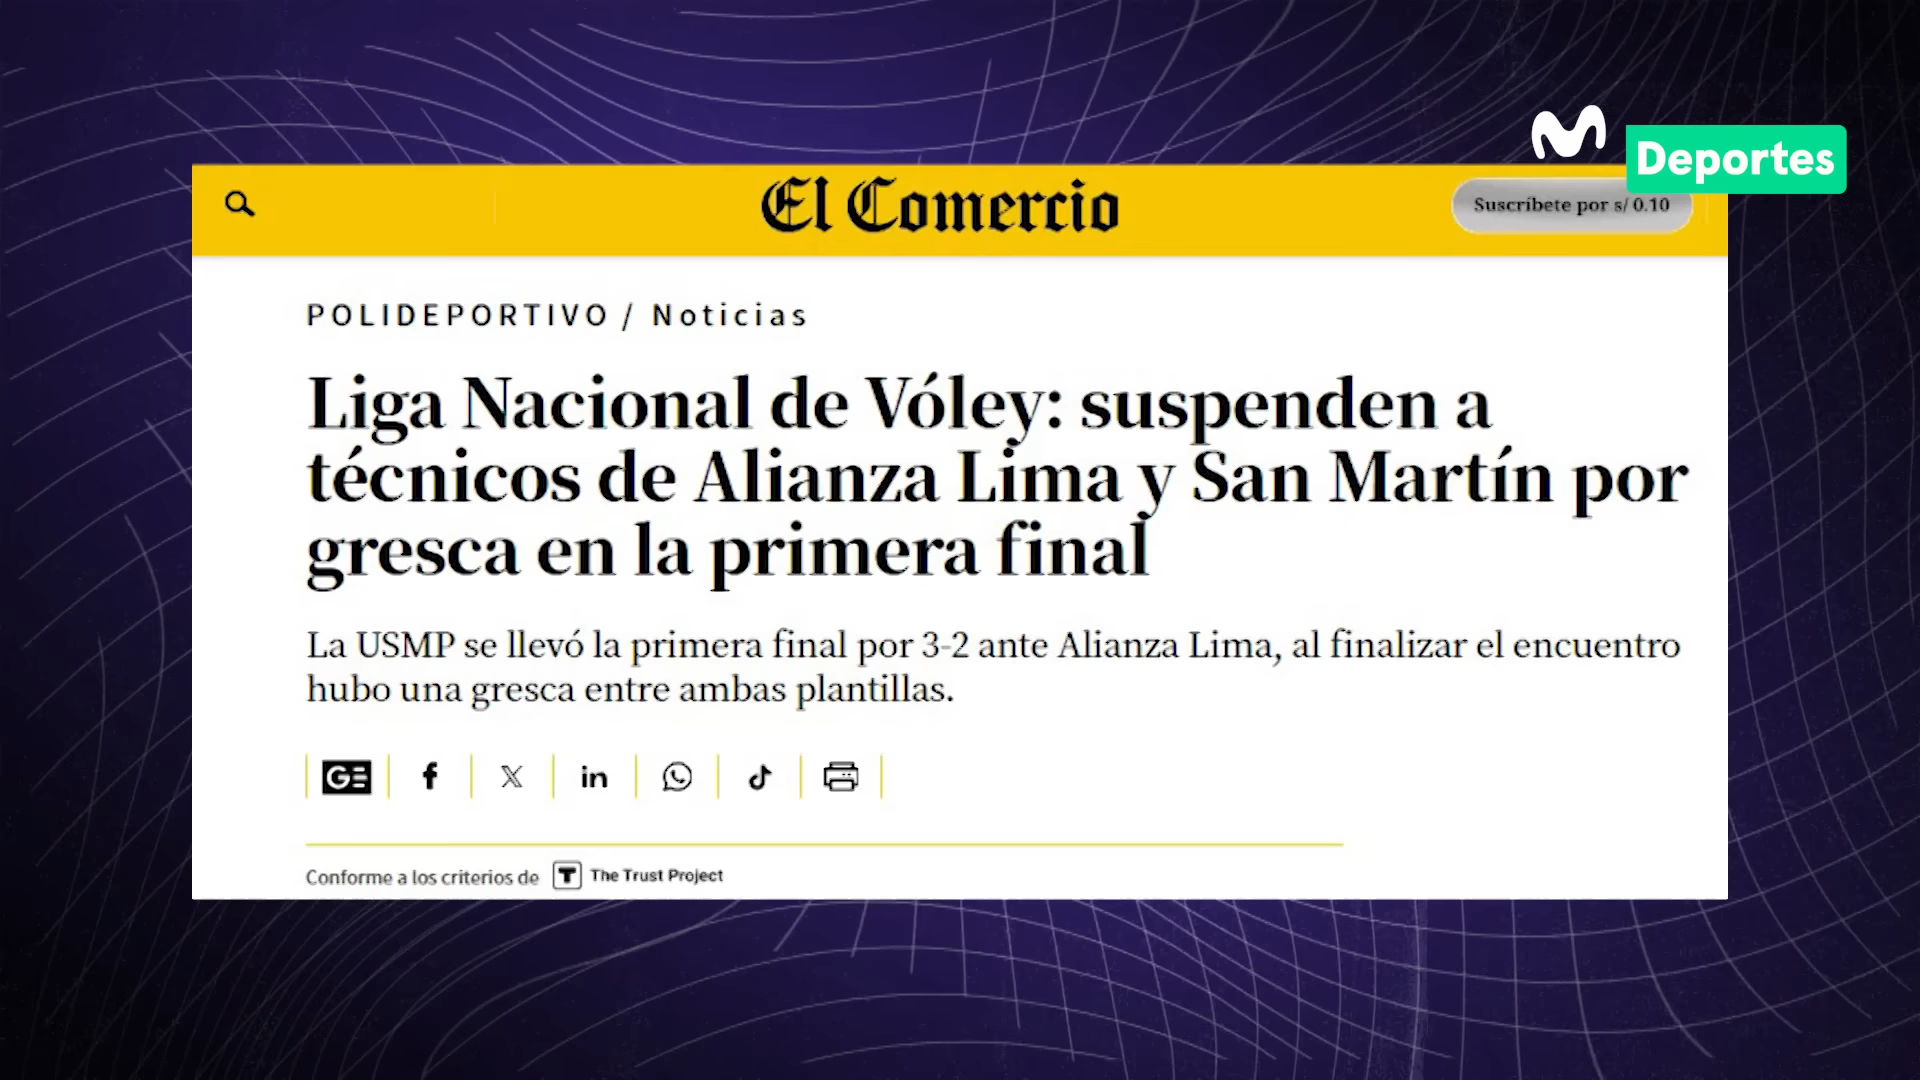 Deportes
El Comercio
Suscríbete por s/ 0.10
POLIDEPORTIVO / Noticias
Liga Nacional de Vóley: suspenden a
técnicos de Alianza Lima y San Martín por
gresca en la primera final
La USMP se llevó la primera final por 3-2 ante Alianza Lima, al finalizar el encuentro
hubo una gresca entre ambas plantillas.
Conforme a los criterios de T The Trust Project